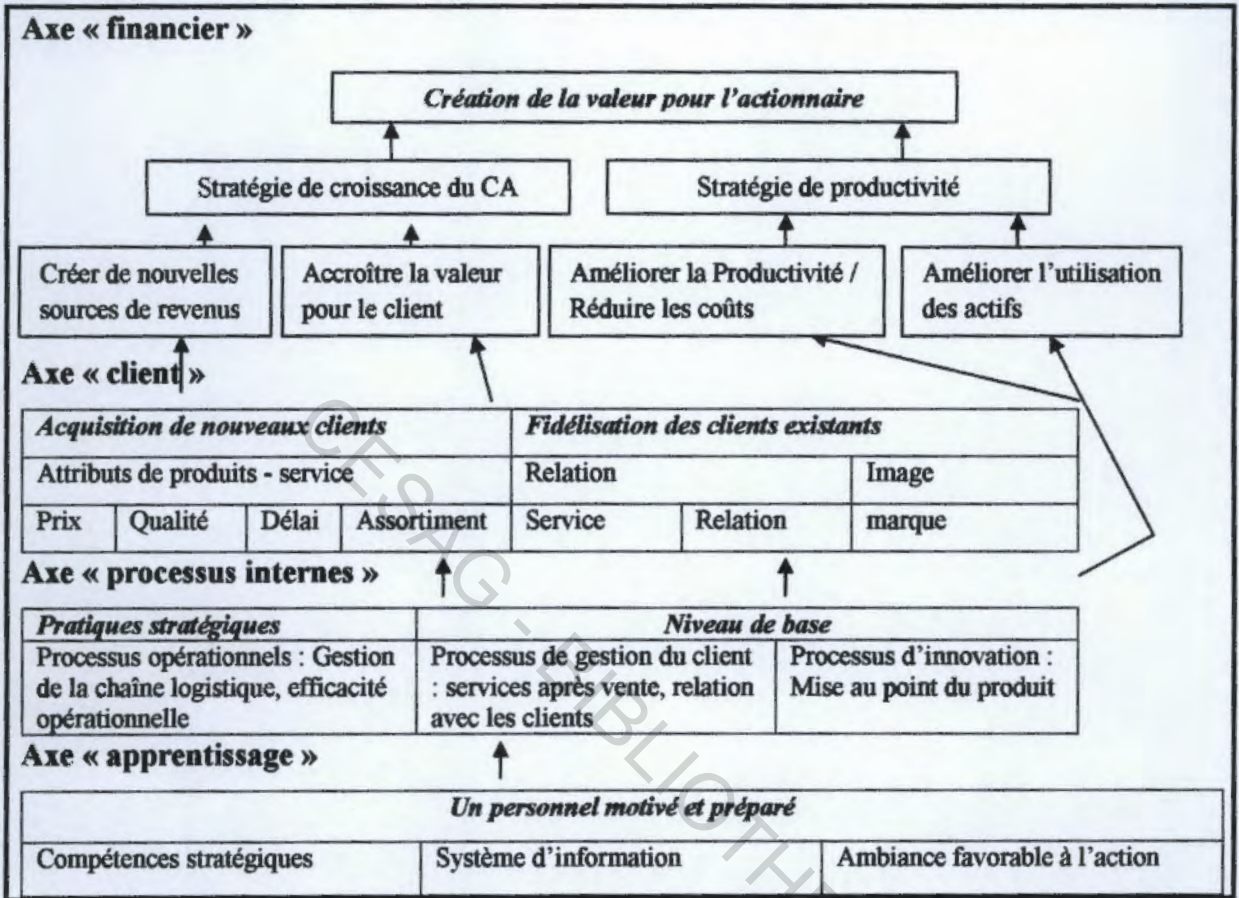 Axe « financier »
Création de la valeur pour l'actionnaire
Stratégie de croissance du CA
Stratégie de productivité
Créer de nouvelles
sources de revenus
Accroître la valeur
pour le client
Améliorer la Productivité /
Réduire les coûts
Améliorer l'utilisation
des actifs
Axe « client »
Acquisition de nouveaux clients
Fidélisation des clients existants
Attributs de produits - service
Relation
Image
Prix
Qualité
Délai
Assortiment
Service
Relation
marque
Axe « processus internes »
Pratiques stratégiques
Niveau de base
Processus opérationnels : Gestion
de la chaîne logistique, efficacité
opérationnelle
Processus de gestion du client
: services après vente, relation
avec les clients
Processus d'innovation :
Mise au point du produit
Axe « apprentissage »
Un personnel motivé et préparé
Compétences stratégiques
Système d'information
Ambiance favorable à l'action
CESAG - BIBLIOTHE